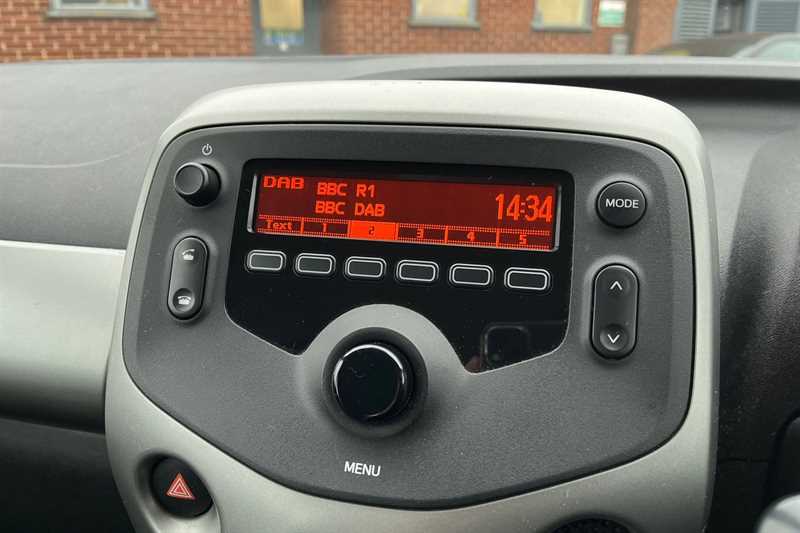 DAB BBC R1
BBC DAB 14:34
Text 1 2 3 4 5
MODE
MENU